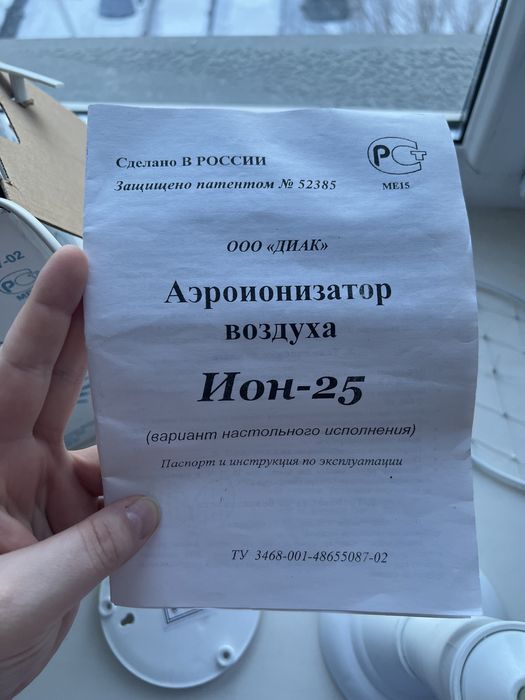 Сделано В РОССИИ
Защищено патентом № 52385
РСТ
МЕ15
ООО «ДИАК»
Аэроионизатор
воздуха
Ион-25
(вариант настольного исполнения)
Паспорт и инструкция по эксплуатации
ТУ 3468-001-48655087-02